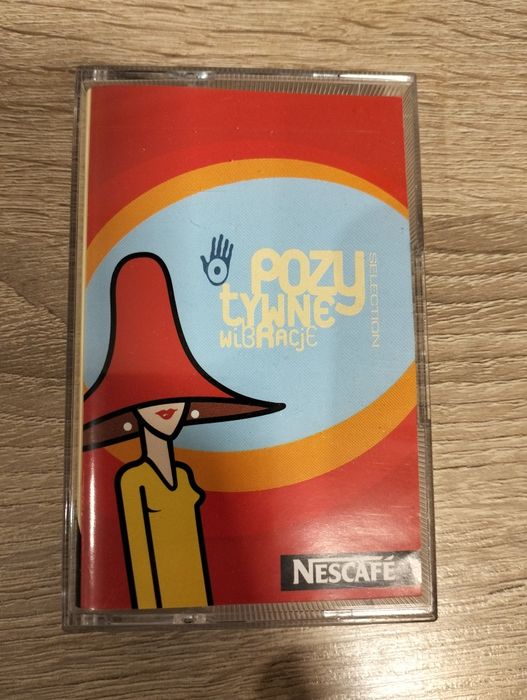 POZY
TYWNE
WiBRAcjE
SELECTION
NESCAFÉ